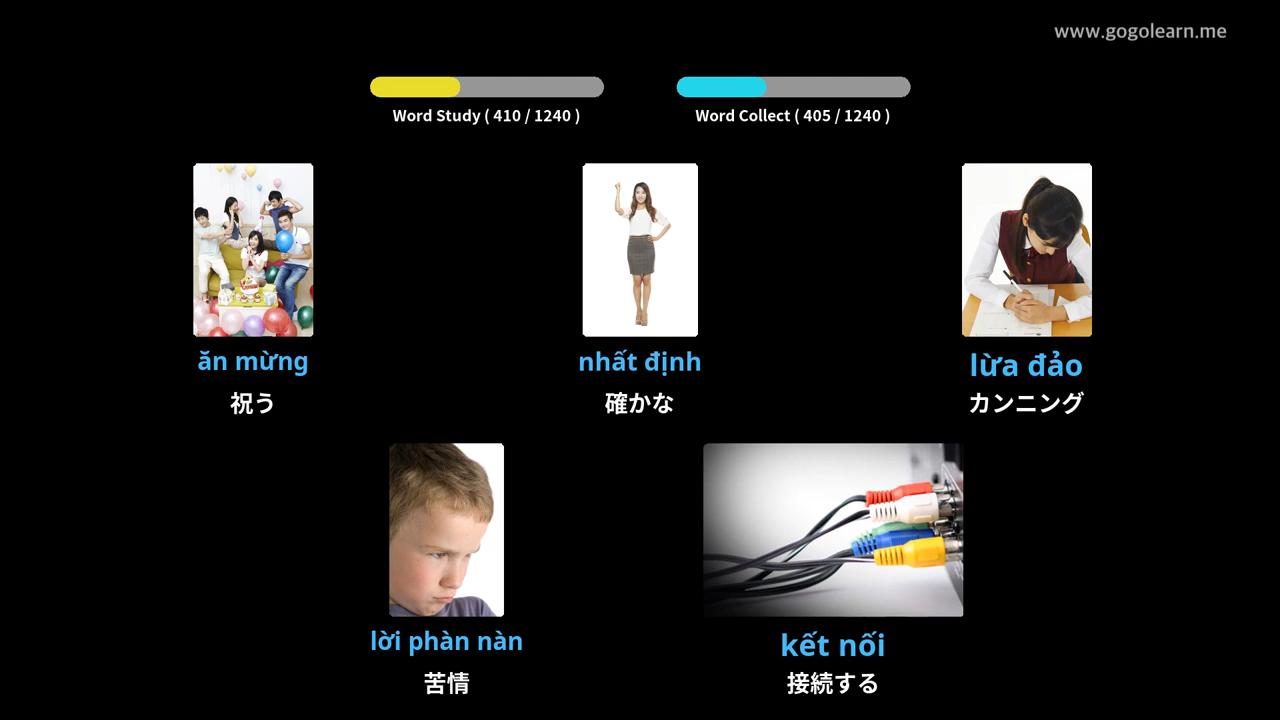 www.gogolearn.me
Word Study ( 410 / 1240 )
Word Collect ( 405 / 1240 )
ăn mừng
祝う
nhất định
確かな
lừa đảo
カンニング
lời phàn nàn
苦情
kết nối
接続する